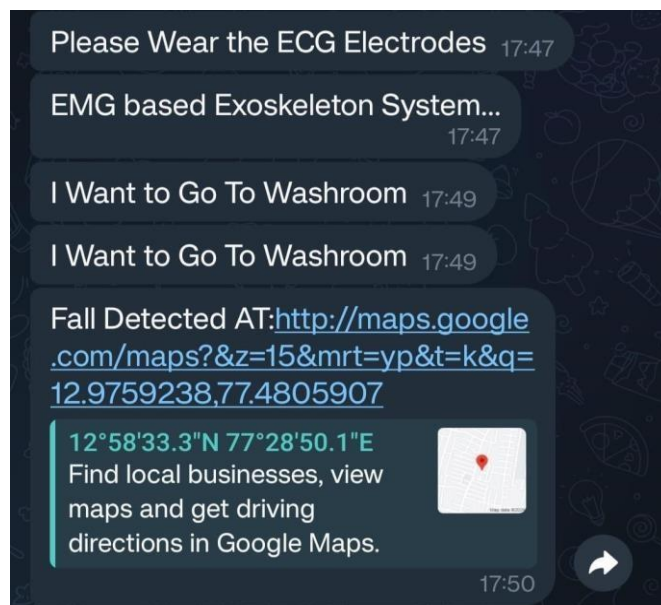 Please Wear the ECG Electrodes 17:47
EMG based Exoskeleton System...
17:47
I Want to Go To Washroom 17:49
I Want to Go To Washroom 17:49
Fall Detected AT:http://maps.google
.com/maps?&z=15&mrt=yp&t=k&q=
12.9759238,77.4805907
12°58'33.3"N 77°28'50.1"E
Find local businesses, view
maps and get driving
directions in Google Maps.
17:50